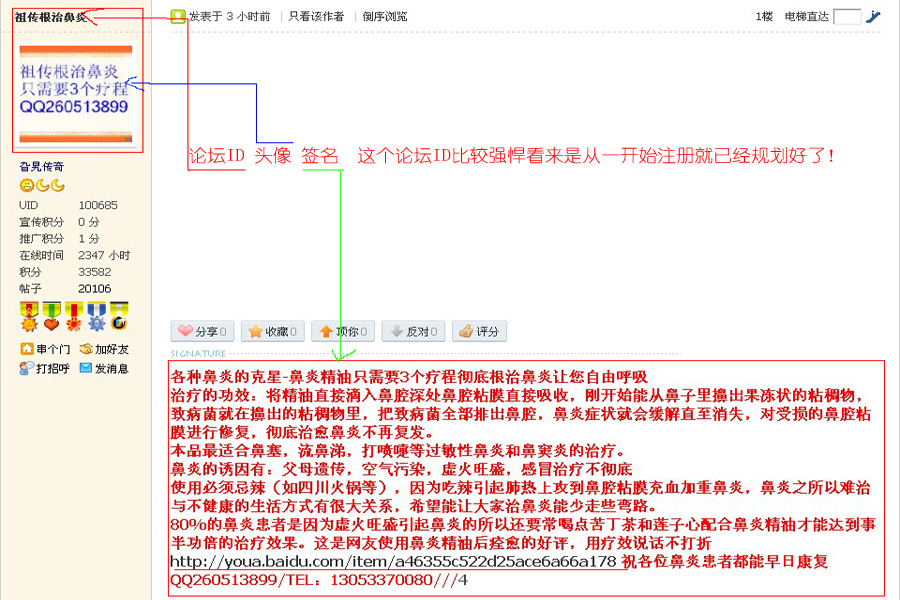 祖传根治鼻炎
发表于 3 小时前 | 只看该作者 | 倒序浏览
1楼 电梯直达
祖传根治鼻炎
只需要3个疗程
QQ260513899
论坛ID 头像 签名 这个论坛ID比较强悍看来是从一开始注册就已经规划好了!
旮旯传奇
UID 100685
宣传积分 0 分
推广积分 1 分
在线时间 2347 小时
积分 33582
帖子 20106
串个门 加好友
打招呼 发消息
分享 0 收藏 0 顶你 0 反对 0 评分
SIGNATURE
各种鼻炎的克星-鼻炎精油只需要3个疗程彻底根治鼻炎让您自由呼吸
治疗的功效：将精油直接滴入鼻腔深处鼻腔粘膜直接吸收，刚开始能从鼻子里擤出果冻状的粘稠物，
致病菌就在擤出的粘稠物里，把致病菌全部排出鼻腔，鼻炎症状就会缓解直至消失，对受损的鼻腔粘
膜进行修复，彻底治愈鼻炎不再复发。
本品最适合鼻塞，流鼻涕，打喷嚏等过敏性鼻炎和鼻窦炎的治疗。
鼻炎的诱因有：父母遗传，空气污染，虚火旺盛，感冒治疗不彻底
使用必须忌辣（如四川火锅等），因为吃辣引起肺热上攻到鼻腔粘膜充血加重鼻炎，鼻炎之所以难治
与不健康的生活方式有很大关系，希望能让大家治鼻炎能少走些弯路。
80%的鼻炎患者是因为虚火旺盛引起鼻炎的所以还要常喝点苦丁茶和莲子心配合鼻炎精油才能达到事
半功倍的治疗效果。这是网友使用鼻炎精油后痊愈的好评，用疗效说话不打折
http://youa.baidu.com/item/a46355c522d25ace6a66a178 祝各位鼻炎患者都能早日康复
QQ260513899/TEL：13053370080///4